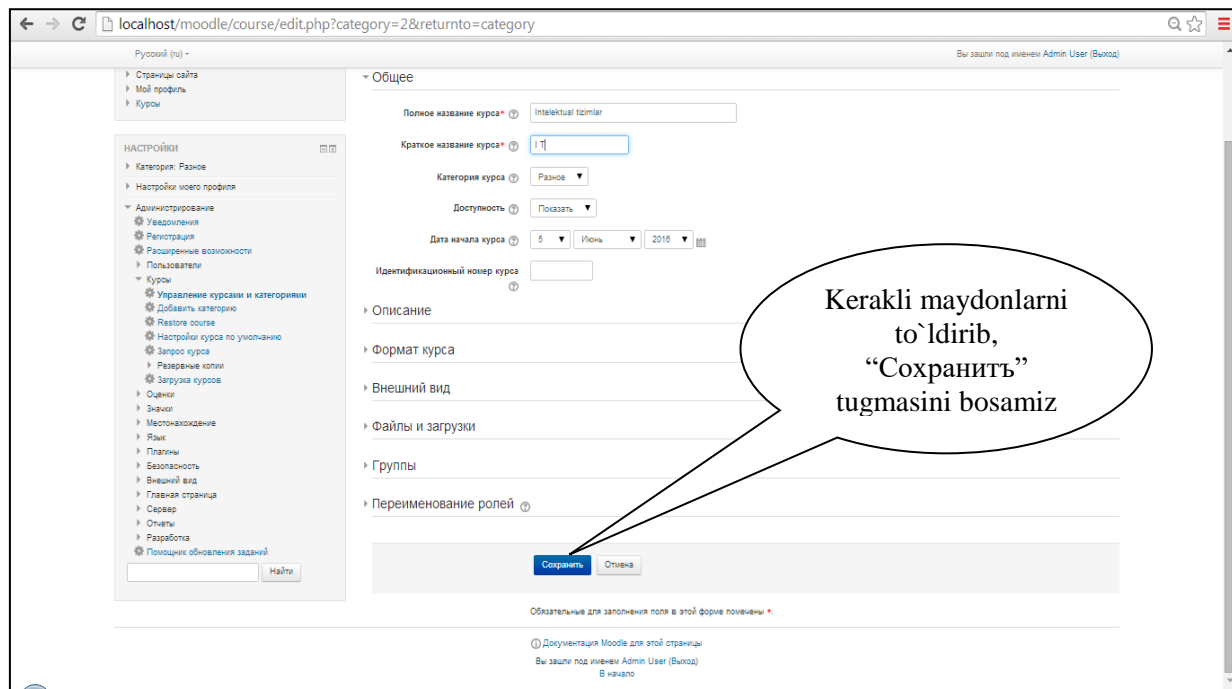 localhost/moodle/course/edit.php?category=2&returnto=category
Русский (ru)
Вы зашли под именем Admin User (Выход)
Страницы сайта
Мой профиль
Курсы
НАСТРОЙКИ
Категория: Разное
Настройки моего профиля
Администрирование
Уведомления
Регистрация
Расширенные возможности
Пользователи
Курсы
Управление курсами и категориями
Добавить категорию
Restore course
Настройки курса по умолчанию
Запрос курса
Резервные копии
Загрузка курсов
Оценки
Значки
Местонахождение
Язык
Плагины
Безопасность
Внешний вид
Главная страница
Сервер
Отчеты
Разработка
Помощник обновления заданий
Найти
Общее
Полное название курса* Intelektual tizimlar
Краткое название курса* I T
Категория курса Разное
Доступность Показать
Дата начала курса 5 Июнь 2016
Идентификационный номер курса
Описание
Формат курса
Внешний вид
Файлы и загрузки
Группы
Переименование ролей
Kerakli maydonlarni
to`ldirib,
“Сохранитъ”
tugmasini bosamiz
Сохранить Отмена
Обязательные для заполнения поля в этой форме помечены *.
Документация Moodle для этой страницы
Вы зашли под именем Admin User (Выход)
В начало